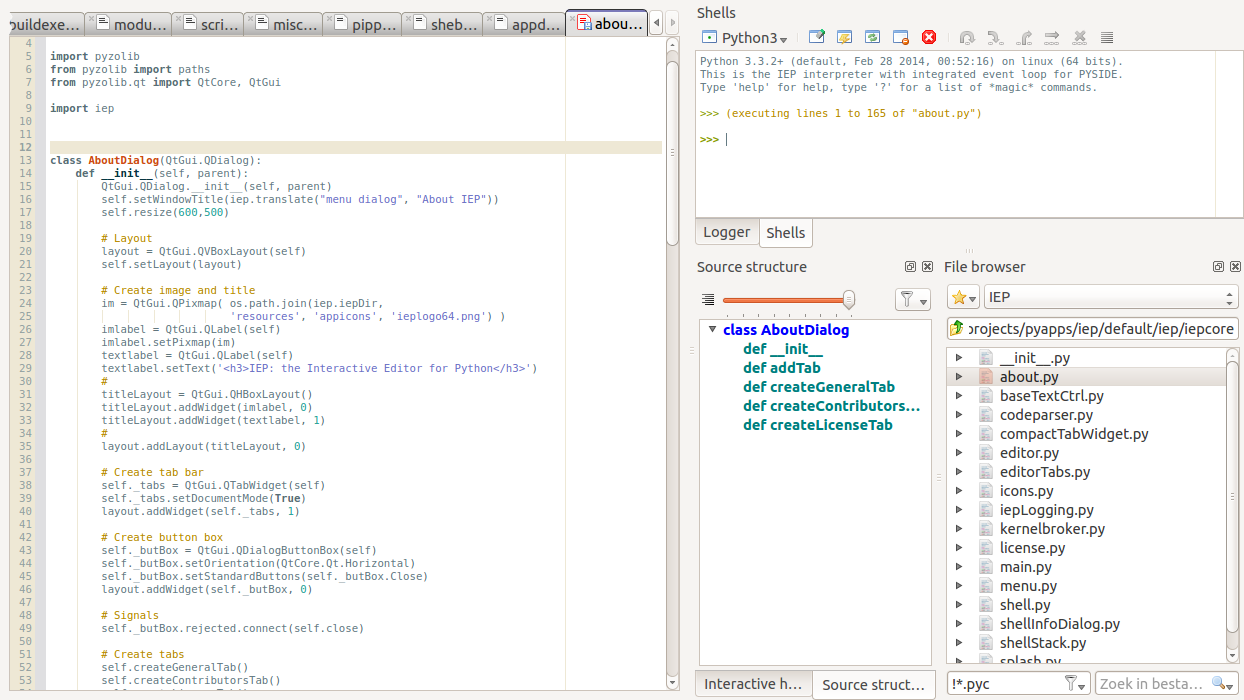 buildexe... modu... scri... misc... pipp... sheb... appd... abou...
4
5 import pyzolib
6 from pyzolib import paths
7 from pyzolib.qt import QtCore, QtGui
8
9 import iep
10
11
12
13 class AboutDialog(QtGui.QDialog):
14 def __init__(self, parent):
15 QtGui.QDialog.__init__(self, parent)
16 self.setWindowTitle(iep.translate("menu dialog", "About IEP"))
17 self.resize(600,500)
18
19 # Layout
20 layout = QtGui.QVBoxLayout(self)
21 self.setLayout(layout)
22
23 # Create image and title
24 im = QtGui.QPixmap( os.path.join(iep.iepDir,
25 'resources', 'appicons', 'ieplogo64.png') )
26 imlabel = QtGui.QLabel(self)
27 imlabel.setPixmap(im)
28 textlabel = QtGui.QLabel(self)
29 textlabel.setText('<h3>IEP: the Interactive Editor for Python</h3>')
30 #
31 titleLayout = QtGui.QHBoxLayout()
32 titleLayout.addWidget(imlabel, 0)
33 titleLayout.addWidget(textlabel, 1)
34 #
35 layout.addLayout(titleLayout, 0)
36
37 # Create tab bar
38 self._tabs = QtGui.QTabWidget(self)
39 self._tabs.setDocumentMode(True)
40 layout.addWidget(self._tabs, 1)
41
42 # Create button box
43 self._butBox = QtGui.QDialogButtonBox(self)
44 self._butBox.setOrientation(QtCore.Qt.Horizontal)
45 self._butBox.setStandardButtons(self._butBox.Close)
46 layout.addWidget(self._butBox, 0)
47
48 # Signals
49 self._butBox.rejected.connect(self.close)
50
51 # Create tabs
52 self.createGeneralTab()
53 self.createContributorsTab()
Shells
Python3
Python 3.3.2+ (default, Feb 28 2014, 00:52:16) on linux (64 bits).
This is the IEP interpreter with integrated event loop for PYSIDE.
Type 'help' for help, type '?' for a list of *magic* commands.
>>> (executing lines 1 to 165 of "about.py")
>>>
Logger Shells
Source structure
class AboutDialog
def __init__
def addTab
def createGeneralTab
def createContributors...
def createLicenseTab
Interactive h... Source struct...
File browser
IEP
projects/pyapps/iep/default/iep/iepcore
__init__.py
about.py
baseTextCtrl.py
codeparser.py
compactTabWidget.py
editor.py
editorTabs.py
icons.py
iepLogging.py
kernelbroker.py
license.py
main.py
menu.py
shell.py
shellInfoDialog.py
shellStack.py
splash.py
!*.pyc Zoek in besta...